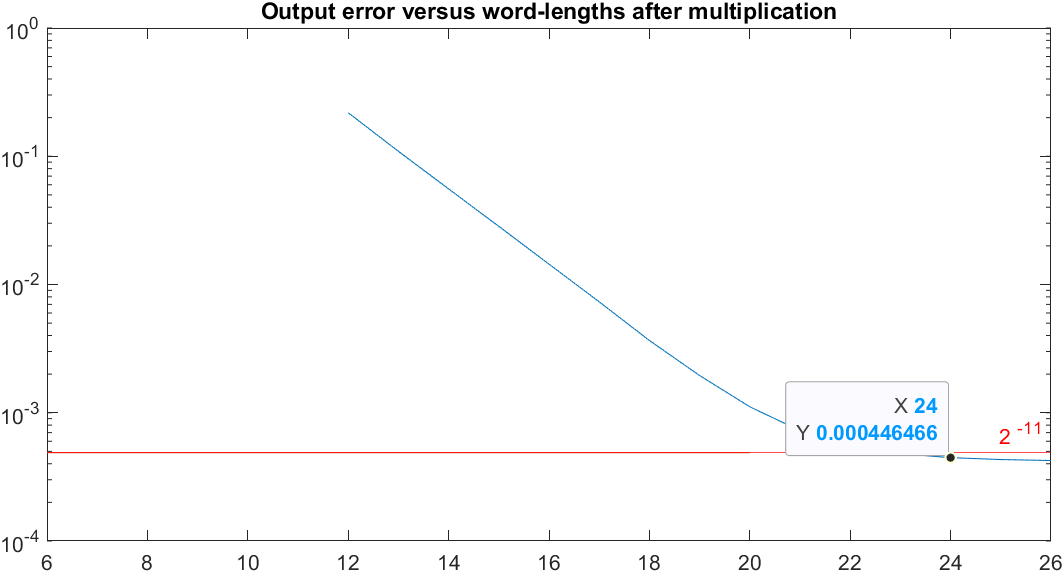 Output error versus word-lengths after multiplication
10^0
10^-1
10^-2
10^-3
10^-4
X 24
Y 0.000446466
2^-11
6 8 10 12 14 16 18 20 22 24 26